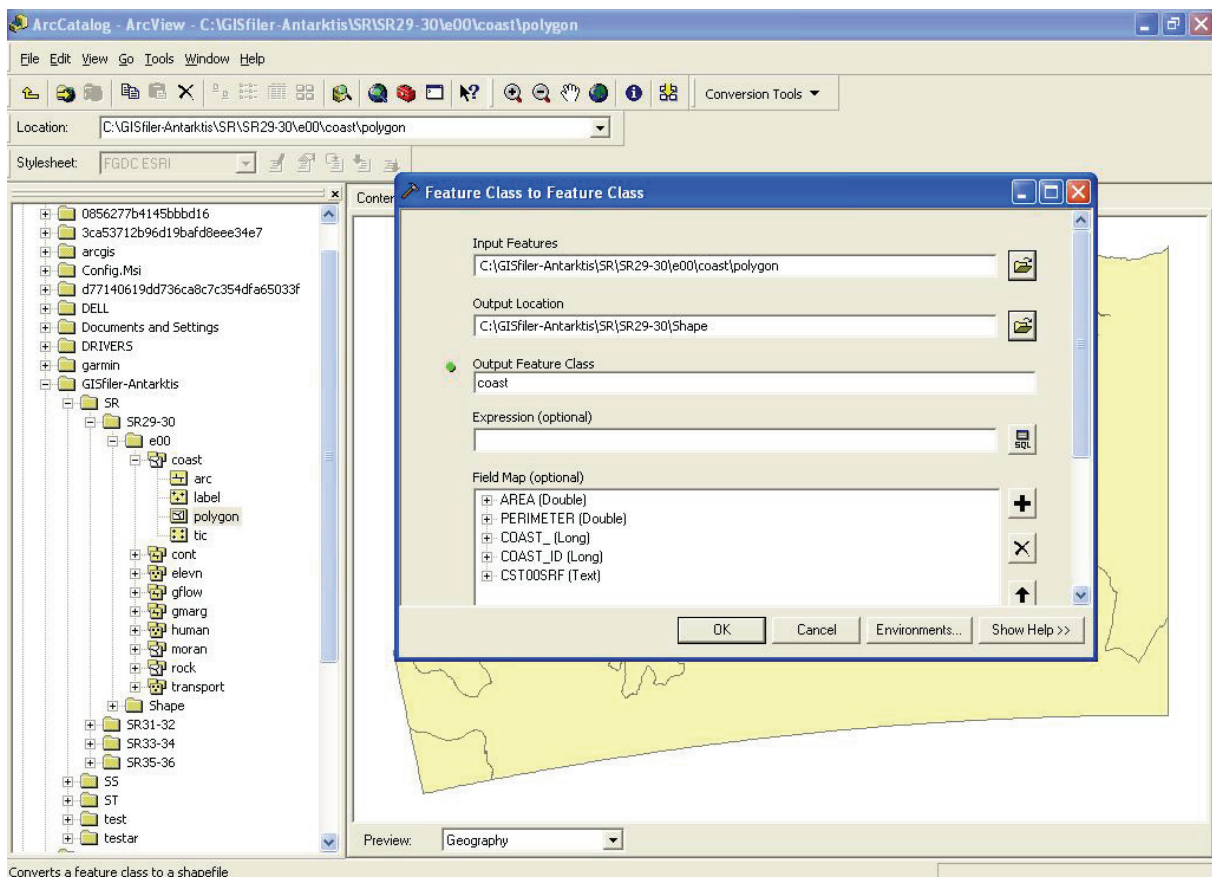 ArcCatalog - ArcView - C:\GISfiler-Antarktis\SR\SR29-30\e00\coast\polygon
File Edit View Go Tools Window Help
Conversion Tools
Location: C:\GISfiler-Antarktis\SR\SR29-30\e00\coast\polygon
Stylesheet: FGDC ESRI
0856277b4145bbbd16
3ca53712b96d19bafd8eee34e7
arcgis
Config.Msi
d77140619dd736ca8c7c354dfa65033f
DELL
Documents and Settings
DRIVERS
garmin
GISfiler-Antarktis
SR
SR29-30
e00
coast
arc
label
polygon
tic
cont
elevn
gflow
gmarg
human
moran
rock
transport
Shape
SR31-32
SR33-34
SR35-36
SS
ST
test
testar
Conter
Feature Class to Feature Class
Input Features
C:\GISfiler-Antarktis\SR\SR29-30\e00\coast\polygon
Output Location
C:\GISfiler-Antarktis\SR\SR29-30\Shape
Output Feature Class
coast
Expression (optional)
SQL
Field Map (optional)
AREA (Double)
PERIMETER (Double)
COAST_ (Long)
COAST_ID (Long)
CST00SRF (Text)
OK Cancel Environments... Show Help >>
Preview: Geography
Converts a feature class to a shapefile